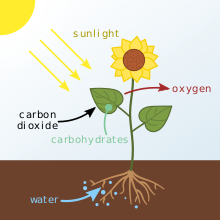 sunlight
oxygen
carbon
dioxide
carbohydrates
water